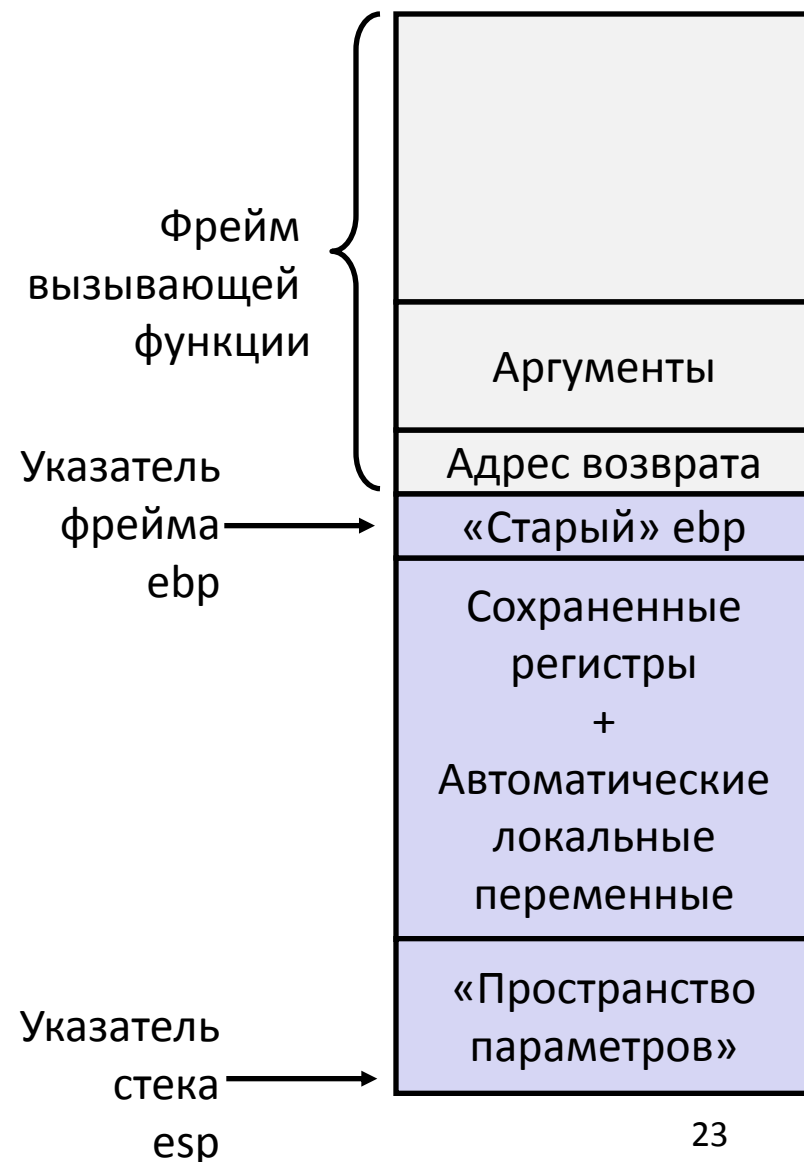 Фрейм
вызывающей
функции
Аргументы
Адрес возврата
Указатель
фрейма
ebp
«Старый» ebp
Сохраненные
регистры
+
Автоматические
локальные
переменные
«Пространство
параметров»
Указатель
стека
esp
23